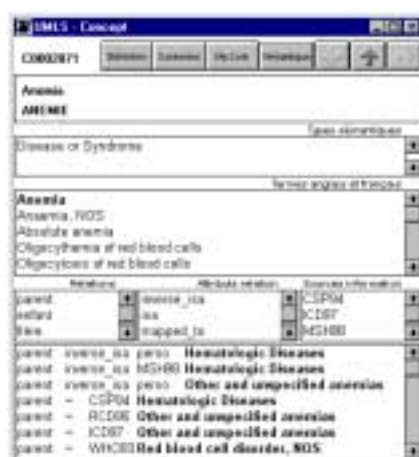 UMLS - Concept
C0002871
Anemia
ANEMIE
Types sémantiques
Disease or Syndrome
Termes anglais et français
Anemia
Anaemia, NOS
Absolute anemia
Oligocythemia of red blood cells
Oligocytosis of red blood cells
Relations Attributs relation Sources information
parent inverse_isa CSP94
enfant isa ICD97
frère mapped_to MSH98
parent inverse_isa perso Hematologic Diseases
parent inverse_isa MSH98 Hematologic Diseases
parent inverse_isa perso Other and unspecified anemias
parent - CSP94 Hematologic Diseases
parent - RCD95 Other and unspecified anemias
parent - ICD97 Other and unspecified anemias
parent - WHO93 Red blood cell disorder, NOS